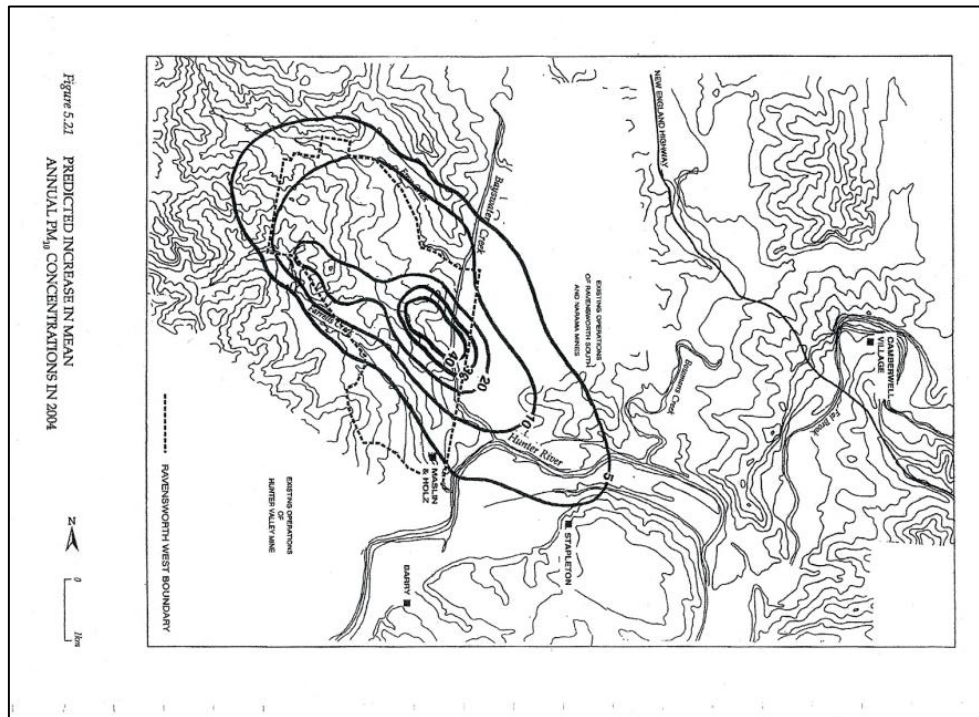 Figure 5.21 PREDICTED INCREASE IN MEAN
ANNUAL PM10 CONCENTRATIONS IN 2004
NEW ENGLAND HIGHWAY
CAMBERWELL
VILLAGE
Bayswater Creek
EXISTING OPERATIONS
OF RAVENSWORTH SOUTH
AND NARAMA MINES
Bowmans Creek
Farrells Creek
Hunter River
5
10
20
40
MASLIN
& HOLZ
STAPLETON
BARRY
EXISTING OPERATIONS
OF
HUNTER VALLEY MINE
RAVENSWORTH WEST BOUNDARY
N
0 1km